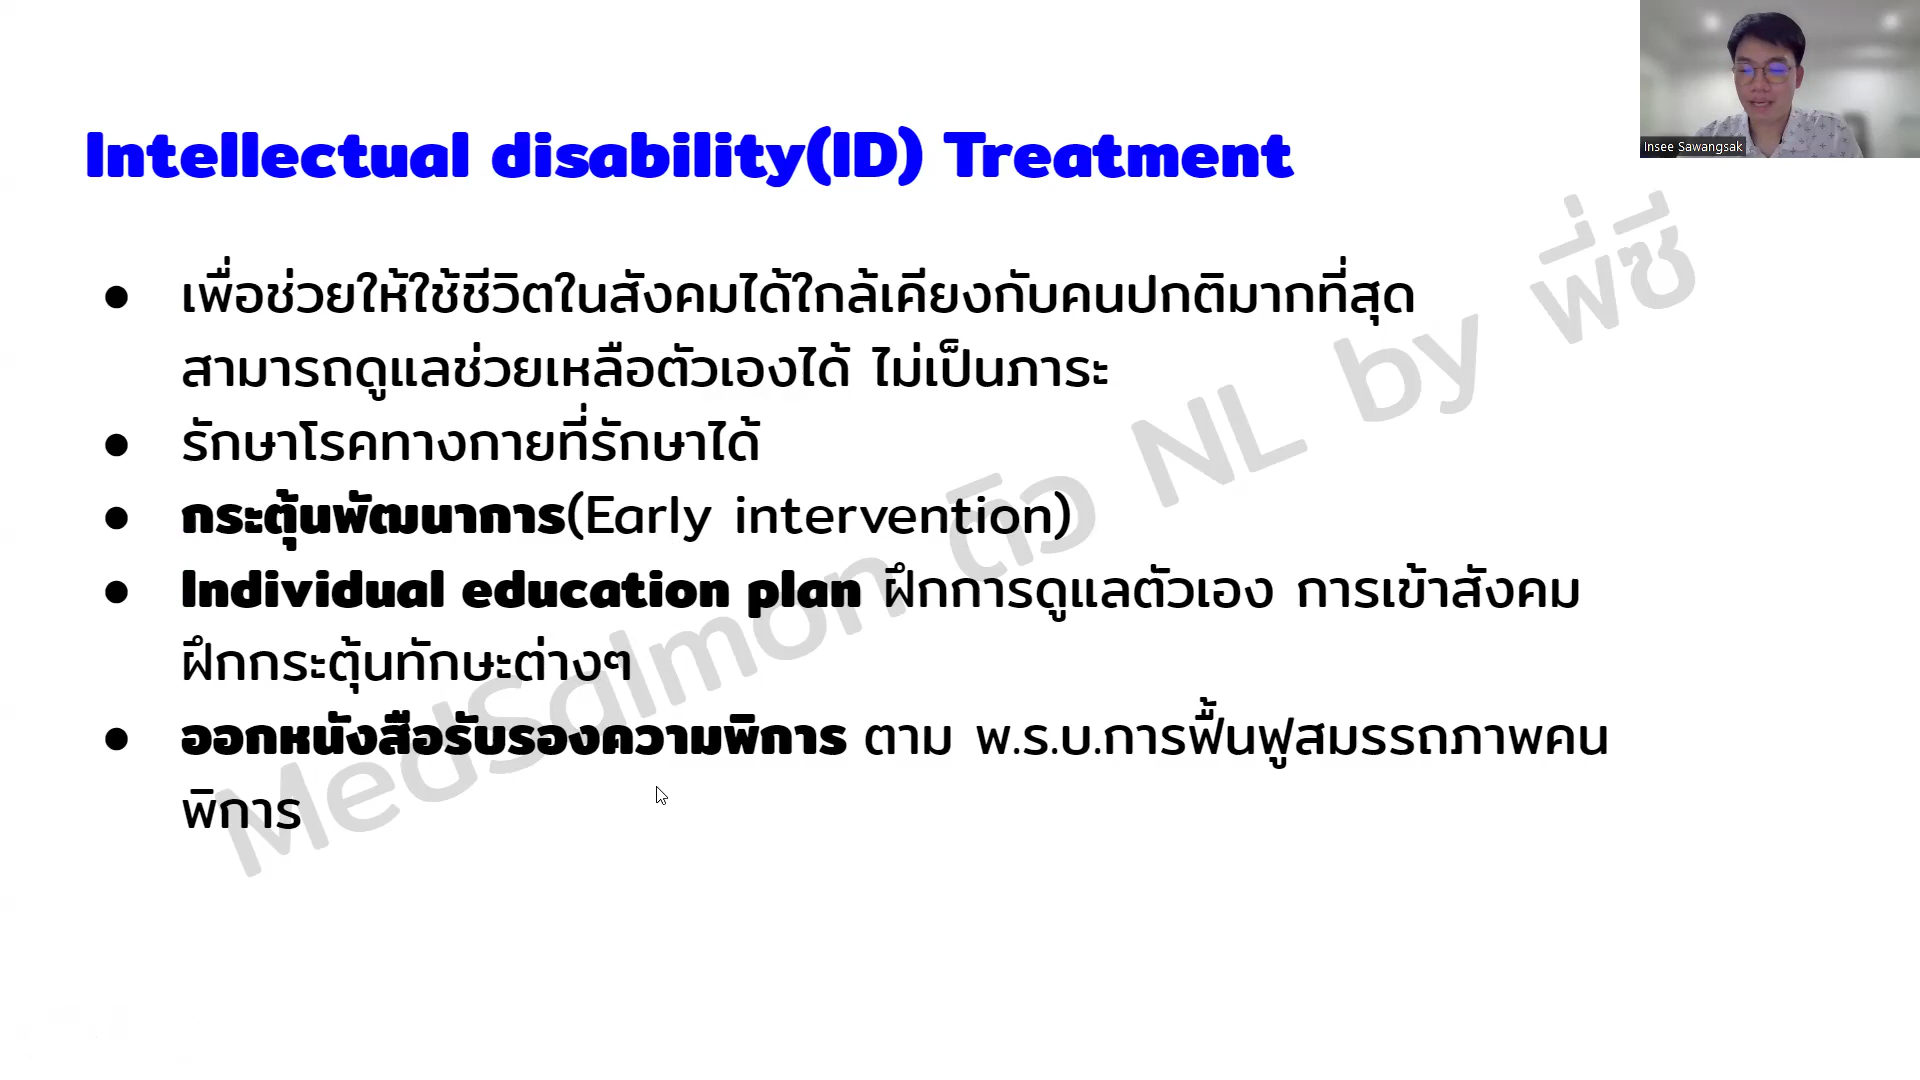 Insee Sawangsak
Intellectual disability(ID) Treatment
● เพื่อช่วยให้ใช้ชีวิตในสังคมได้ใกล้เคียงกับคนปกติมากที่สุด
สามารถดูแลช่วยเหลือตัวเองได้ ไม่เป็นภาระ
● รักษาโรคทางกายที่รักษาได้
● กระตุ้นพัฒนาการ(Early intervention)
● Individual education plan ฝึกการดูแลตัวเอง การเข้าสังคม
ฝึกกระตุ้นทักษะต่างๆ
● ออกหนังสือรับรองความพิการ ตาม พ.ร.บ.การฟื้นฟูสมรรถภาพคน
พิการ
MedSalmon ติว NL by พี่ซี